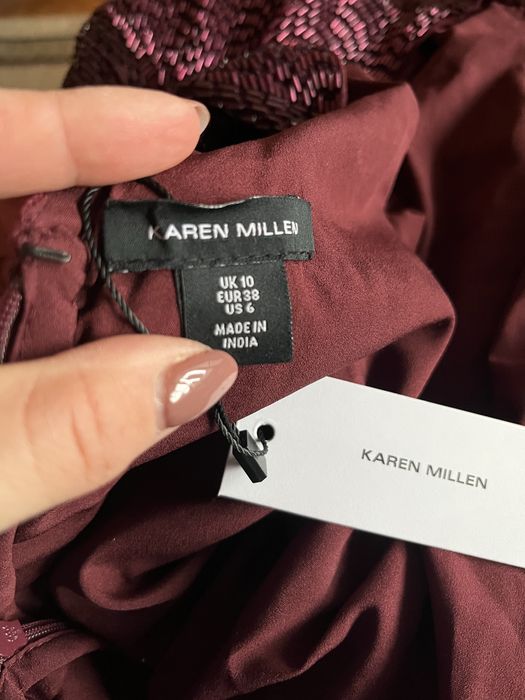 KAREN MILLEN
UK 10
EUR 38
US 6
MADE IN
INDIA
KAREN MILLEN